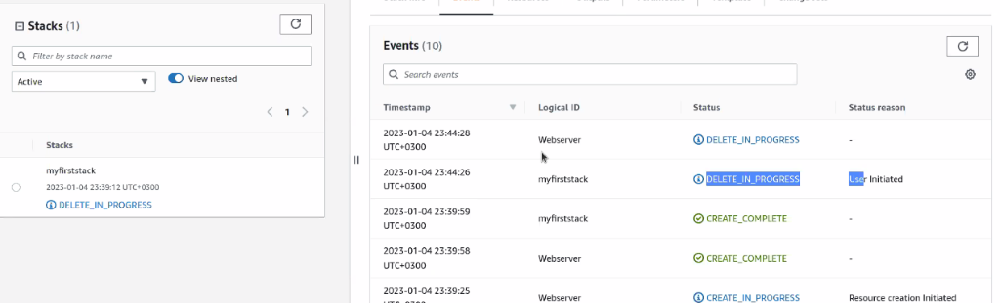 Stacks (1)
Filter by stack name
Active
View nested
1
Stacks
myfirststack
2023-01-04 23:39:12 UTC+0300
DELETE_IN_PROGRESS
Events (10)
Search events
Timestamp Logical ID Status Status reason
2023-01-04 23:44:28
UTC+0300
Webserver DELETE_IN_PROGRESS -
2023-01-04 23:44:26
UTC+0300
myfirststack DELETE_IN_PROGRESS User Initiated
2023-01-04 23:39:59
UTC+0300
myfirststack CREATE_COMPLETE -
2023-01-04 23:39:58
UTC+0300
Webserver CREATE_COMPLETE -
2023-01-04 23:39:25
Webserver CREATE_IN_PROGRESS Resource creation Initiated